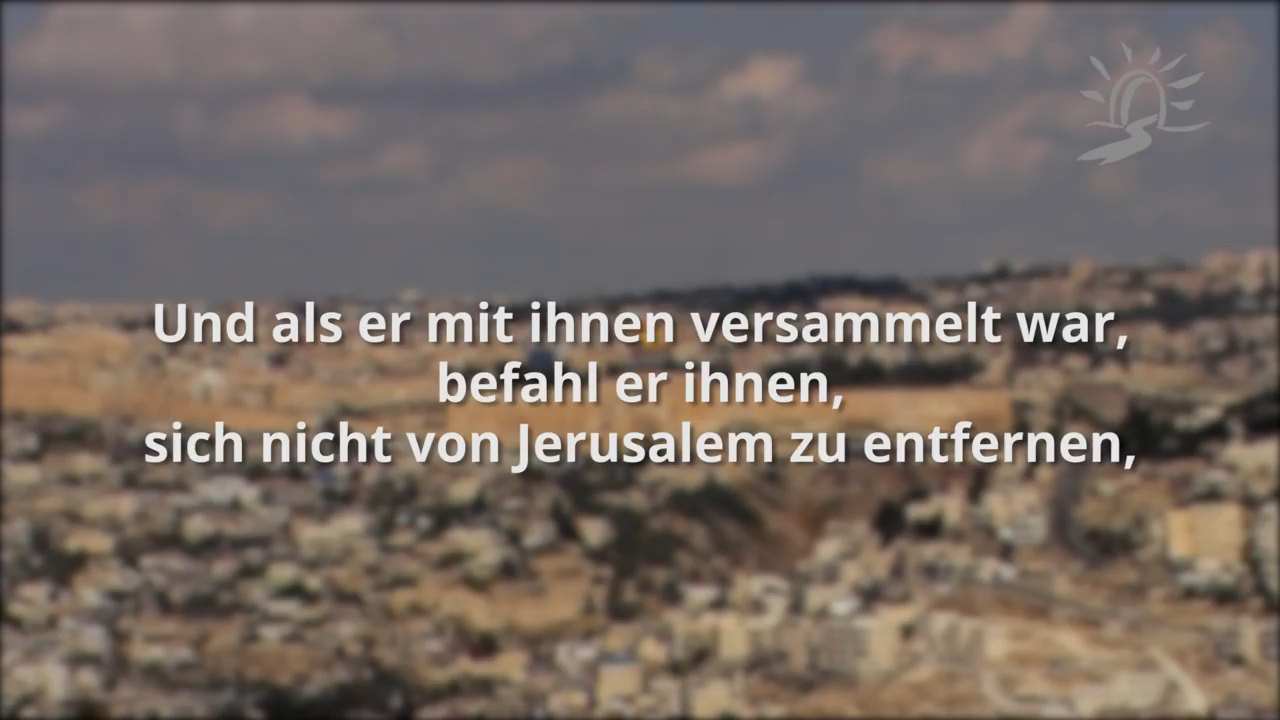 Und als er mit ihnen versammelt war,
befahl er ihnen,
sich nicht von Jerusalem zu entfernen,